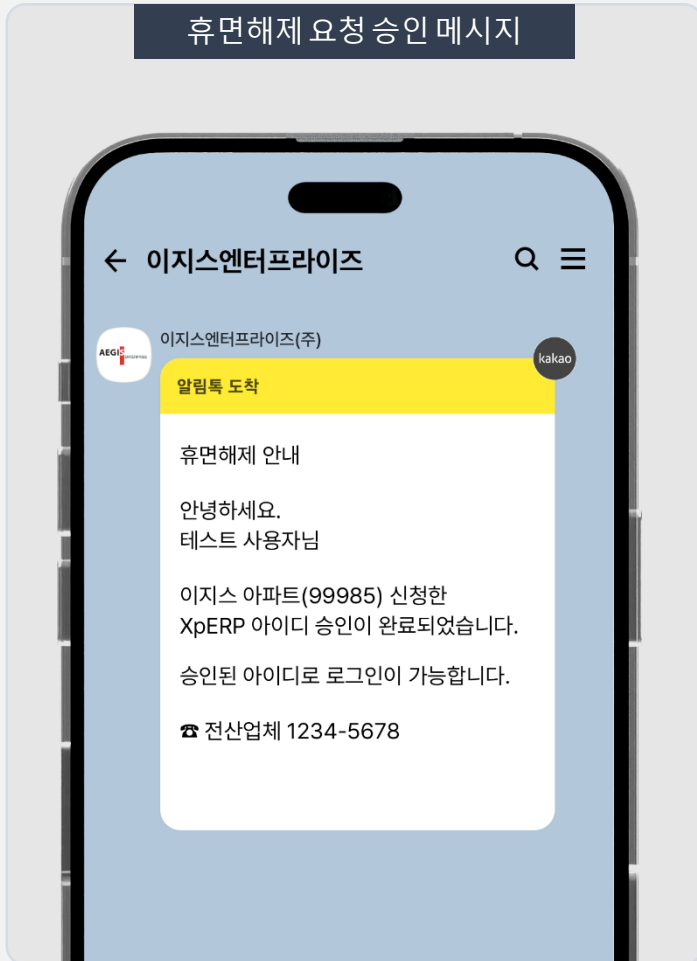 휴면해제 요청 승인 메시지
이지스엔터프라이즈
AEGIS
이지스엔터프라이즈(주)
kakao
알림톡 도착
휴면해제 안내
안녕하세요.
테스트 사용자님
이지스 아파트(99985) 신청한
XpERP 아이디 승인이 완료되었습니다.
승인된 아이디로 로그인이 가능합니다.
☎ 전산업체 1234-5678